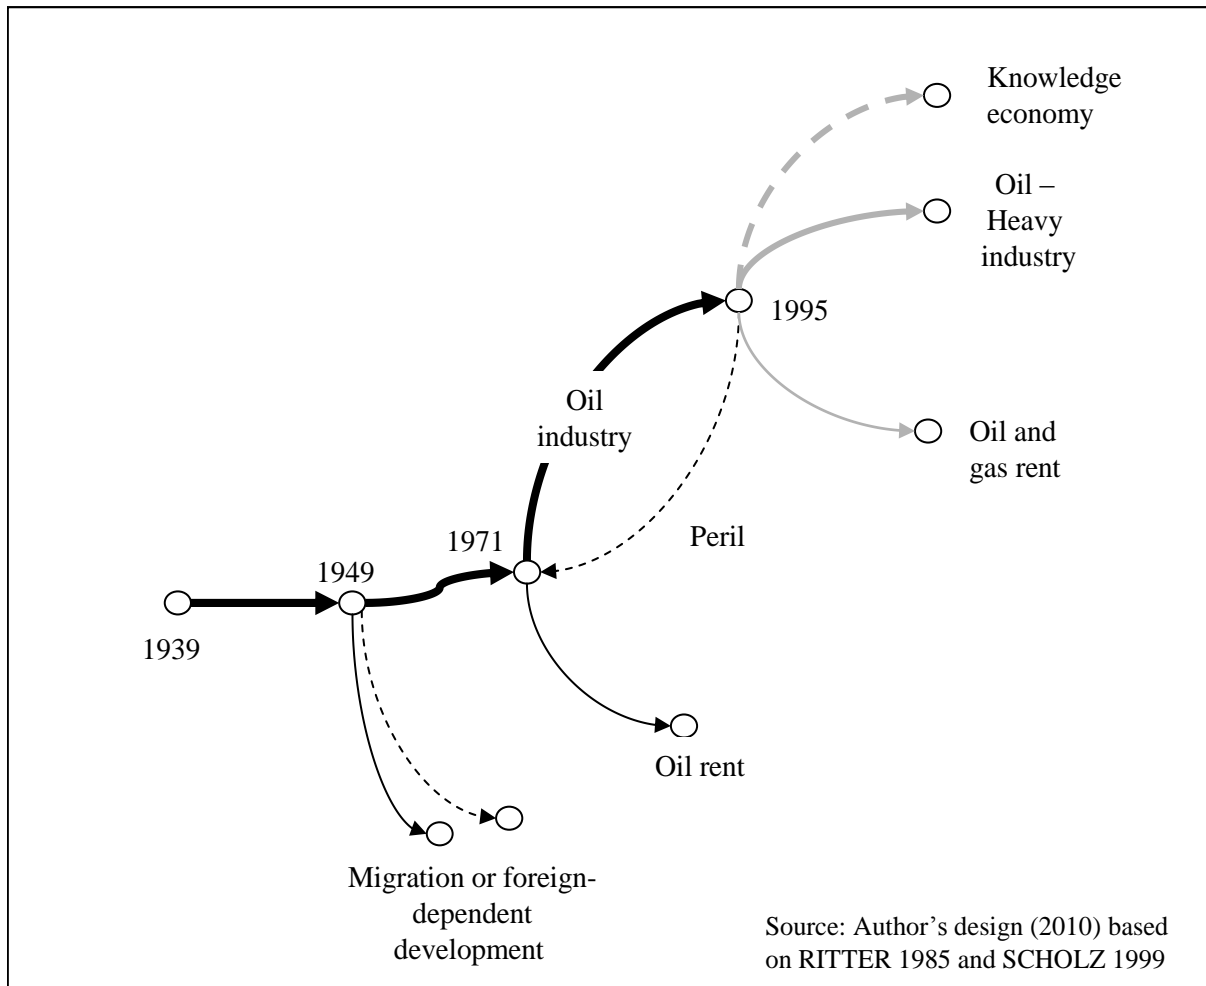 Knowledge
economy
Oil –
Heavy
industry
1995
Oil
industry
Oil and
gas rent
Peril
1971
1949
1939
Oil rent
Migration or foreign-
dependent
development
Source: Author’s design (2010) based
on RITTER 1985 and SCHOLZ 1999